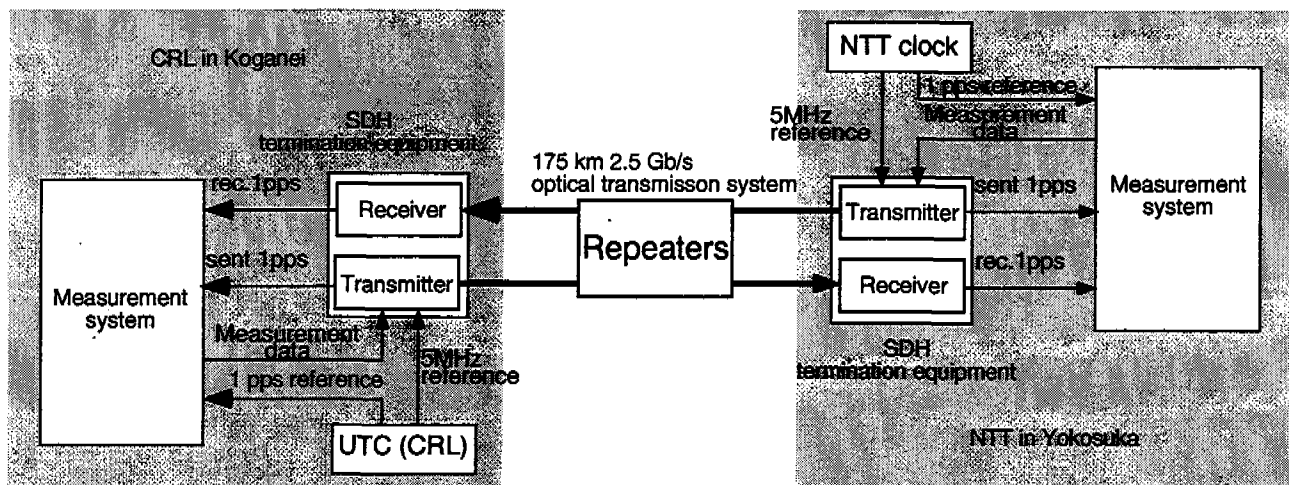 CRL in Koganei
SDH
termination equipment
rec. 1pps
Receiver
sent 1pps
Transmitter
Measurement
system
Measurement
data
1 pps reference
5MHz
reference
UTC (CRL)
175 km 2.5 Gb/s
optical transmisson system
Repeaters
NTT clock
1 pps reference
5MHz
reference
Measurement
data
Transmitter
sent 1pps
Receiver
rec. 1pps
Measurement
system
SDH
termination equipment
NTT in Yokosuka